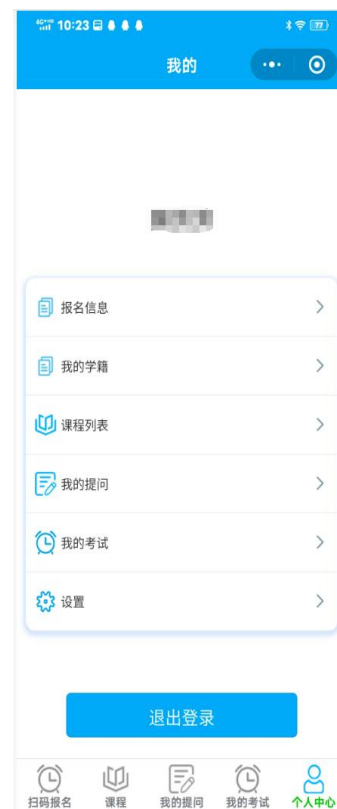 4G 10:23 77
我的
报名信息
我的学籍
课程列表
我的提问
我的考试
设置
退出登录
扫码报名 课程 我的提问 我的考试 个人中心